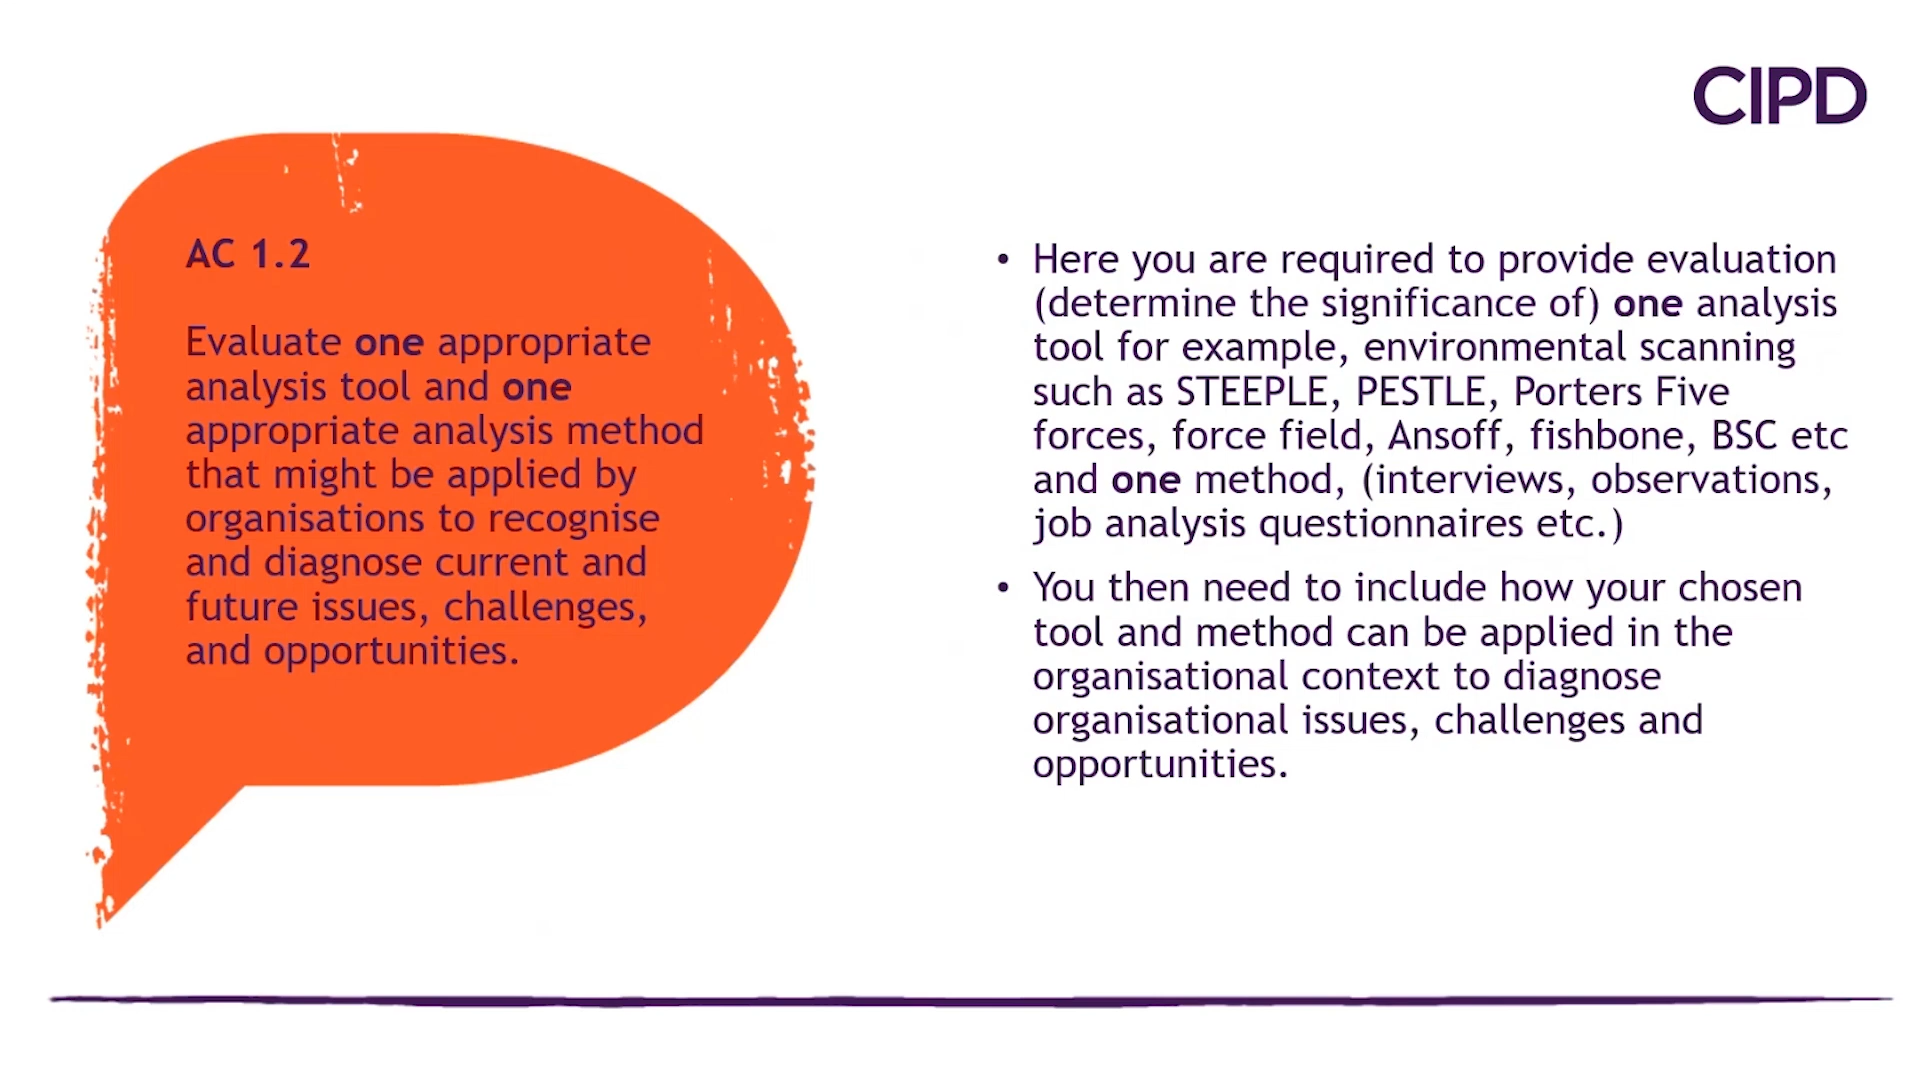 CIPD
AC 1.2
Evaluate one appropriate
analysis tool and one
appropriate analysis method
that might be applied by
organisations to recognise
and diagnose current and
future issues, challenges,
and opportunities.
• Here you are required to provide evaluation
(determine the significance of) one analysis
tool for example, environmental scanning
such as STEEPLE, PESTLE, Porters Five
forces, force field, Ansoff, fishbone, BSC etc
and one method, (interviews, observations,
job analysis questionnaires etc.)
• You then need to include how your chosen
tool and method can be applied in the
organisational context to diagnose
organisational issues, challenges and
opportunities.